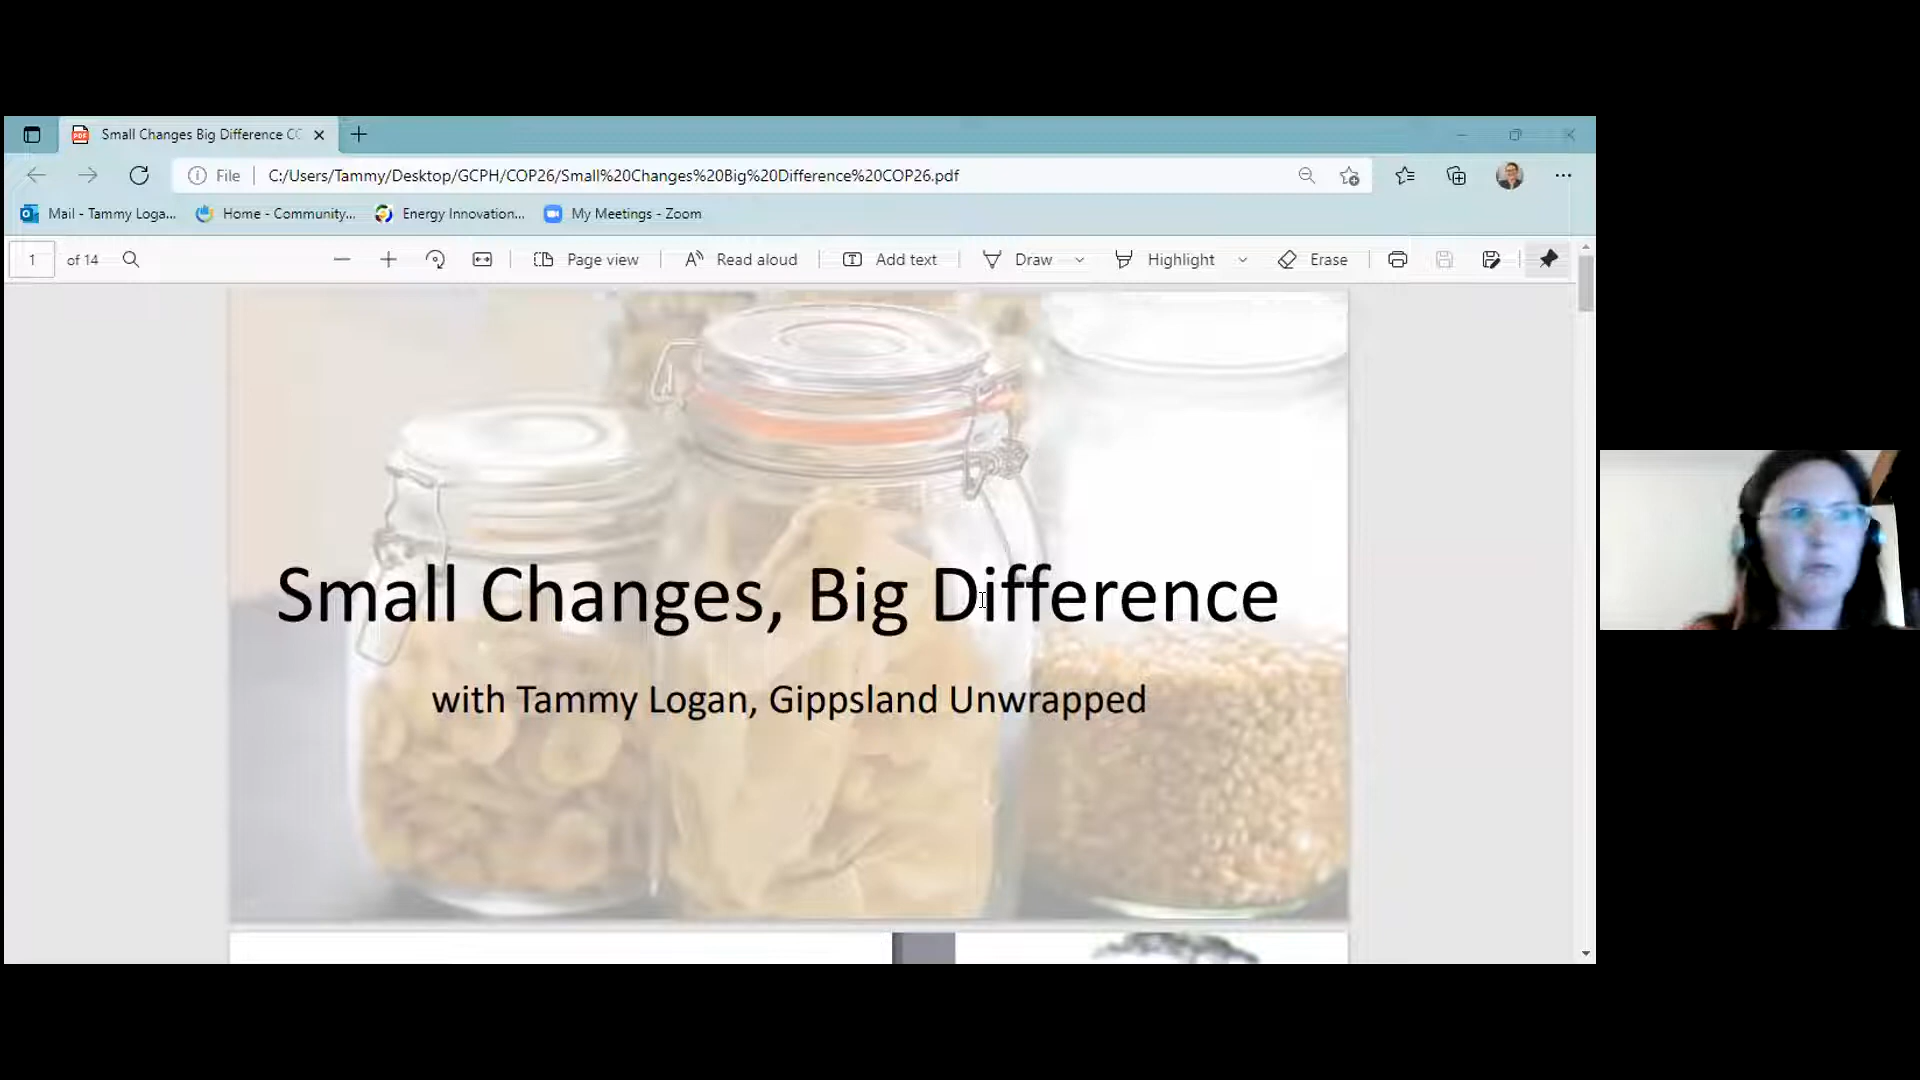 Small Changes Big Difference CO
File
C:/Users/Tammy/Desktop/GCPH/COP26/Small%20Changes%20Big%20Difference%20COP26.pdf
Mail - Tammy Loga...
Home - Community...
Energy Innovation...
My Meetings - Zoom
1 of 14
Page view
Read aloud
Add text
Draw
Highlight
Erase
Small Changes, Big Difference
with Tammy Logan, Gippsland Unwrapped